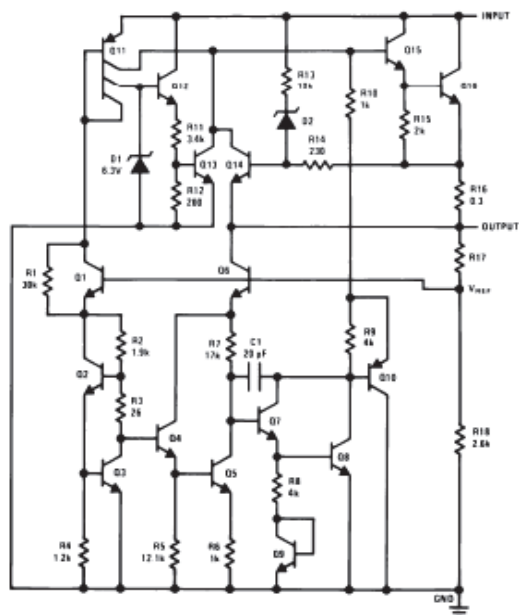 INPUT
Q11
Q15
Q12
R13
18k
R10
1k
Q16
D2
R11
3.4k
R14
230
R15
2k
D1
6.3V
Q13
Q14
R12
200
R16
0.3
OUTPUT
R17
Q1
Q6
R1
30k
VREF
R2
1.9k
R7
17k
C1
20 pF
R9
4k
Q2
Q10
R3
26
Q4
Q7
Q3
Q5
Q8
R18
2.6k
R8
4k
R4
1.2k
R5
12.1k
R6
1k
Q9
GND